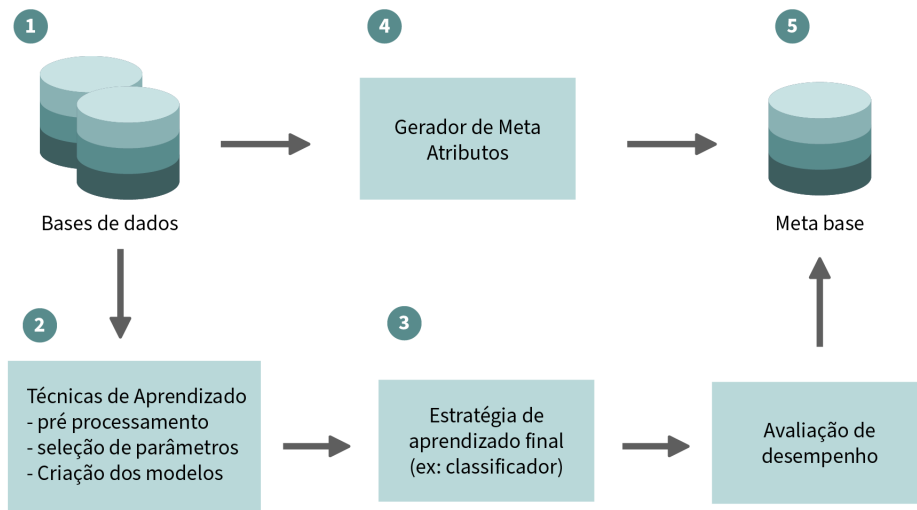 1
4
5
Gerador de Meta
Atributos
Bases de dados
Meta base
2
3
Técnicas de Aprendizado
- pré processamento
- seleção de parâmetros
- Criação dos modelos
Estratégia de
aprendizado final
(ex: classificador)
Avaliação de
desempenho